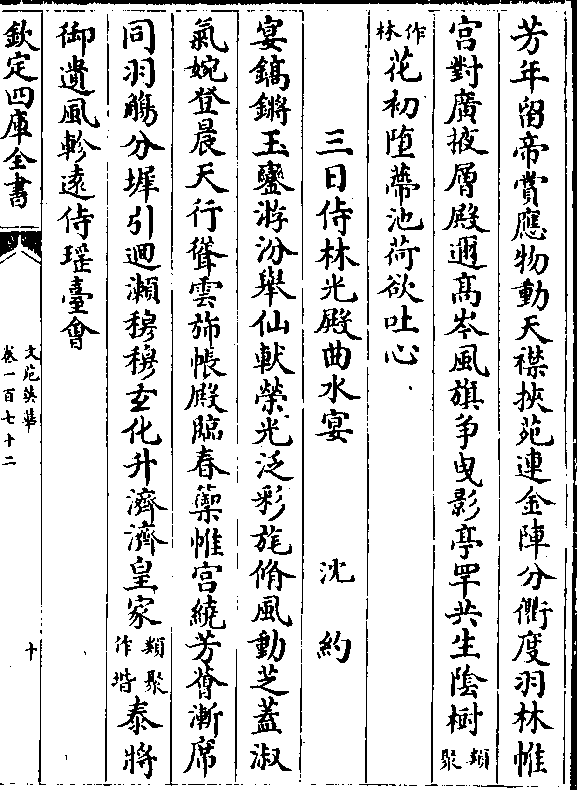 芳年留帝賞應物動天襟挾苑連金陣分衢度羽林帷
宮對廣掖層殿邇髙岑風旗争曳影亭罕共生陰樹類聚
作林花初墮蔕池荷欲吐心
三日侍林光殿曲水宴　沈約
宴鎬鏘玉鑾游汾舉仙軑榮光泛彩旄脩風動芝蓋淑
氣婉登晨天行聳雲斾帳殿臨春籞帷宮繞芳薈漸席
同羽觴分墀引迴瀨穆穆玄化升濟濟皇家類聚作堦泰將
御遺風軫遠侍瑶臺會
欽定四庫全書
文苑英華
卷一百七十二
十